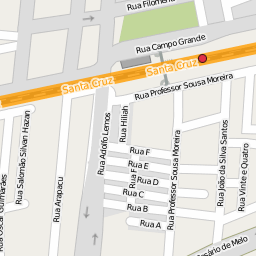 Rua Filomena
Rua Campo Grande
Santa Cruz
Santa Cruz
Rua Professor Sousa Moreira
Rua Hiliah
Rua Adolfo Lemos
Rua Salomão Silvan Hazan
Rua Arapacu
Rua Oscar Guimarães
Rua F
Rua E
Rua D
Rua C
Rua B
Rua A
Rua Professor Sousa Moreira
Rua João da Silva Santos
Rua Vinte e Quatro
Rosário de Melo